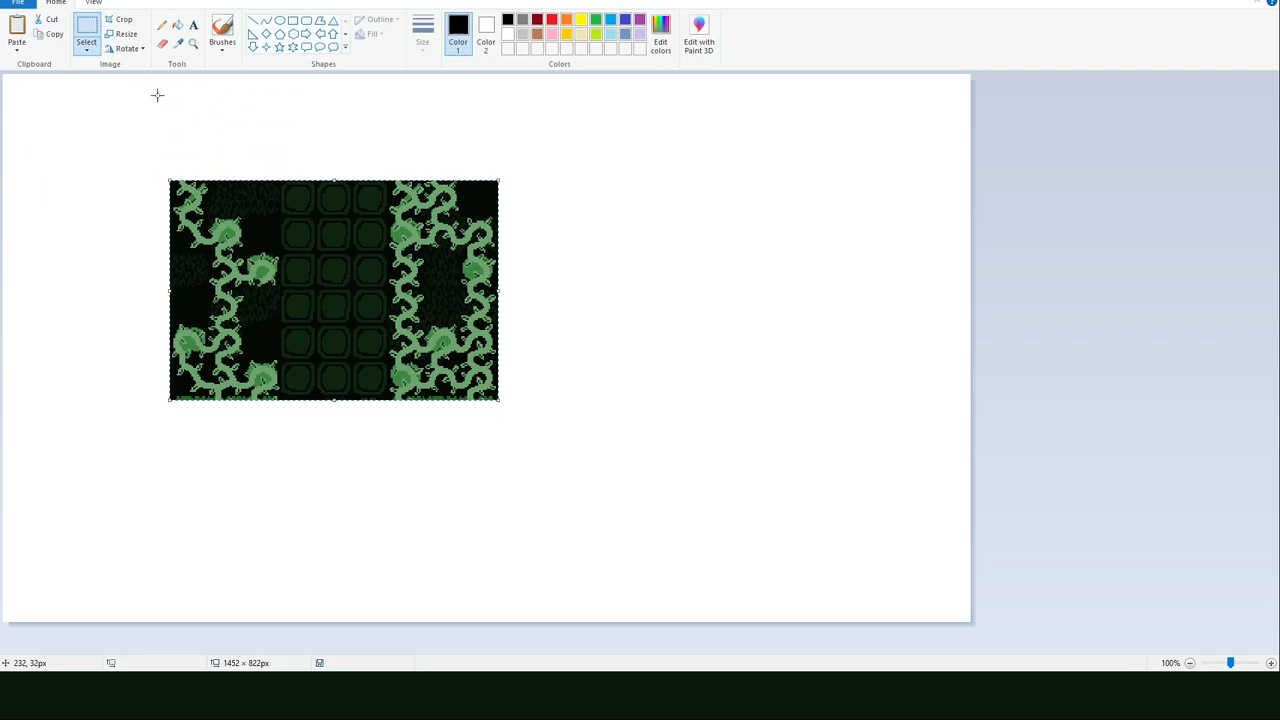 File Home View
Cut Crop
Copy Resize
Paste Select Rotate Brushes Outline Fill Size Color 1 Color 2 Edit colors Edit with Paint 3D
Clipboard Image Tools Shapes Colors
232, 32px 1452 × 822px 100%